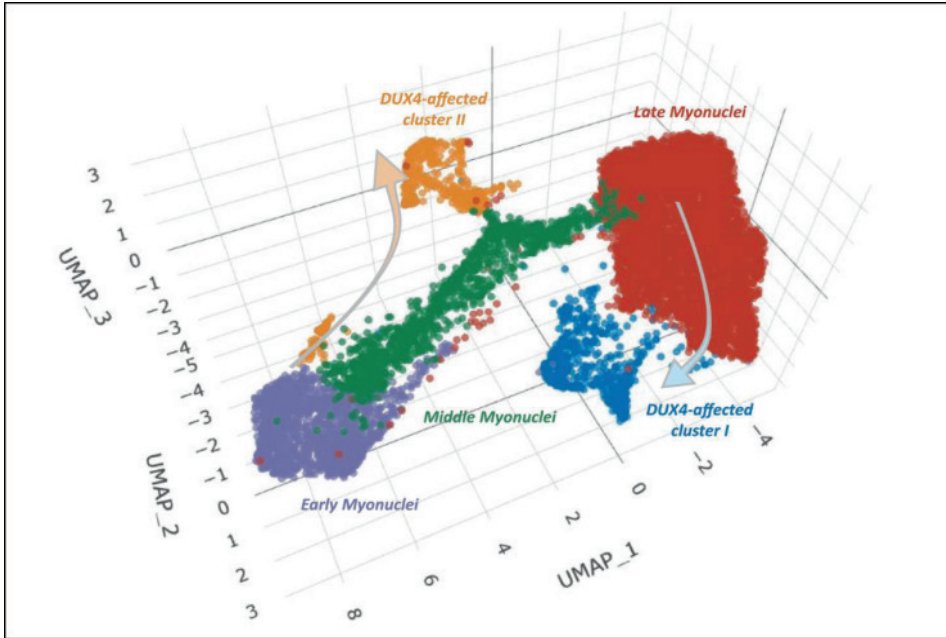 DUX4-affected
cluster II
Late Myonuclei
3
2
1
0
-1
-2
-3
-4
-5
UMAP_3
-4
-3
-2
-1
0
1
2
3
UMAP_2
Middle Myonuclei
DUX4-affected
cluster I
Early Myonuclei
8
6
4
2
0
-2
-4
UMAP_1